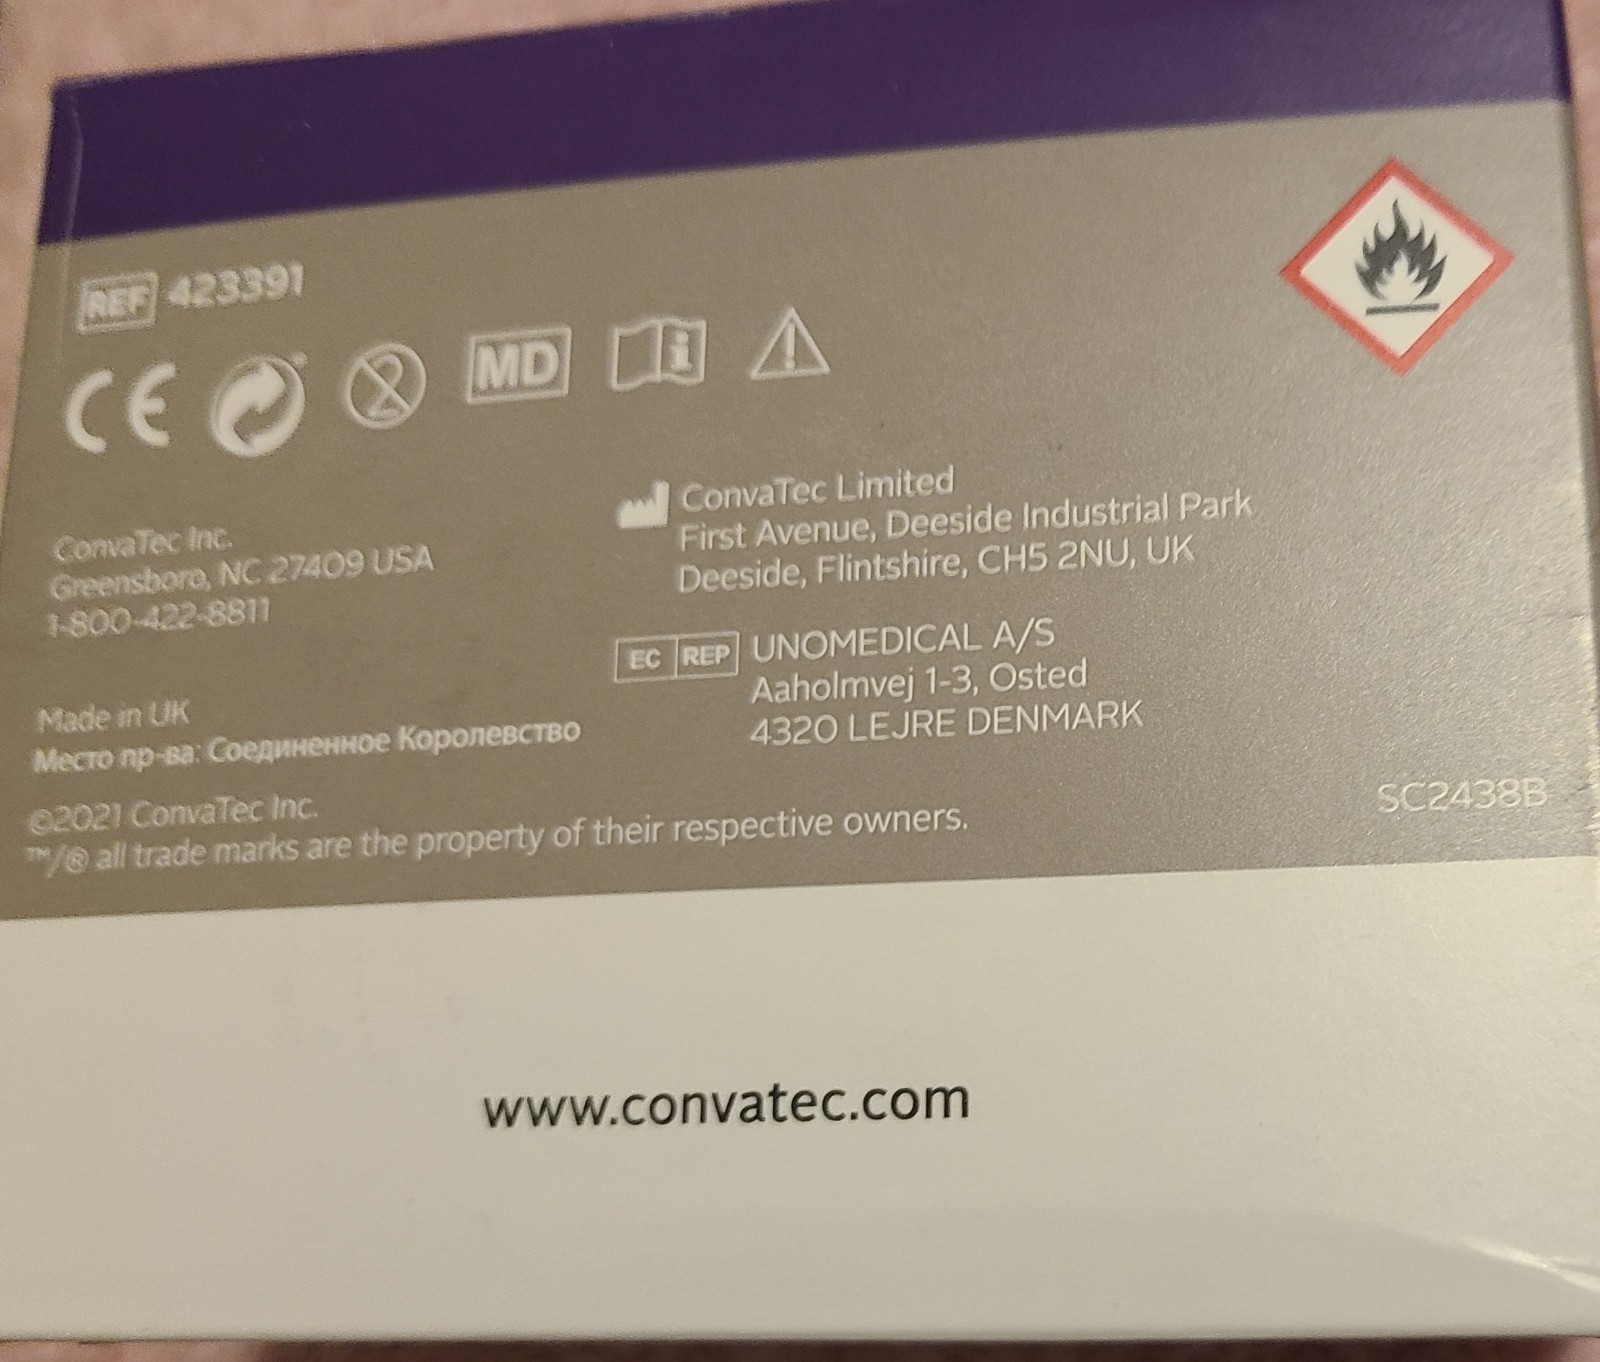 REF 423391
CE 2 MD i !
ConvaTec Inc.
Greensboro, NC 27409 USA
1-800-422-8811
ConvaTec Limited
First Avenue, Deeside Industrial Park
Deeside, Flintshire, CH5 2NU, UK
EC REP UNOMEDICAL A/S
Aaholmvej 1-3, Osted
4320 LEJRE DENMARK
Made in UK
Место пр-ва: Соединенное Королевство
©2021 ConvaTec Inc.
™/® all trade marks are the property of their respective owners.
SC2438B
www.convatec.com